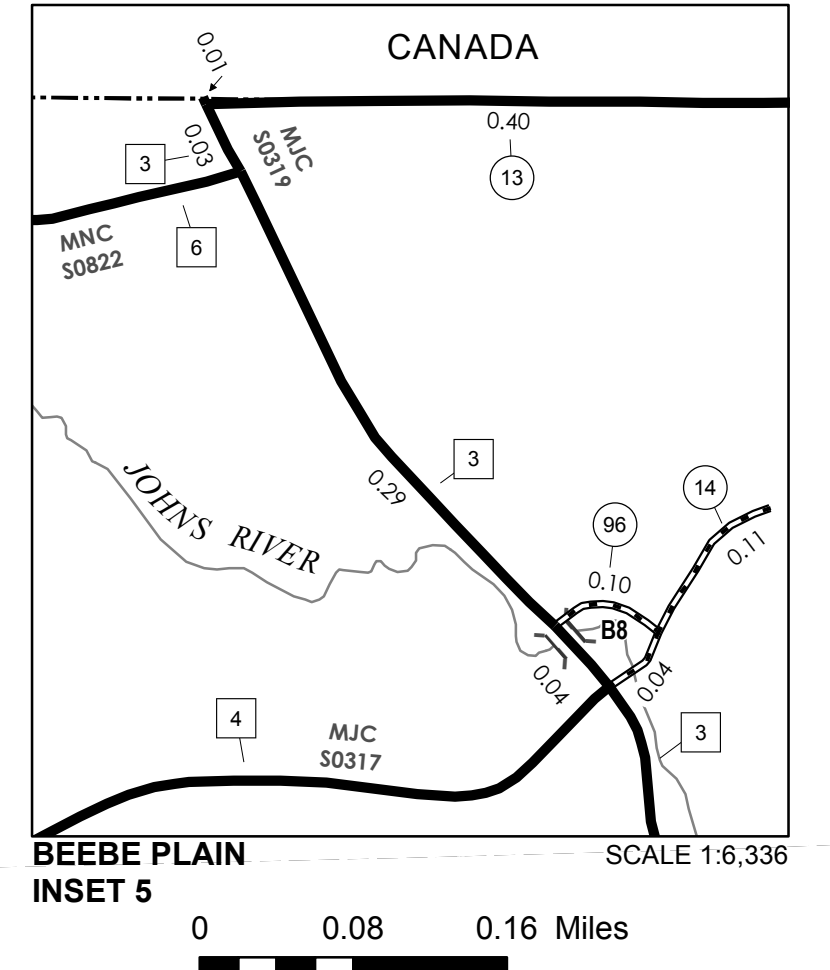 CANADA
0.01
0.40
13
0.03
3
MJC
S0319
MNC
S0822
6
3
0.29
JOHNS RIVER
14
96
0.11
0.10
B8
0.04
0.04
4
MJC
S0317
3
BEEBE PLAIN
SCALE 1:6,336
INSET 5
0 0.08 0.16 Miles